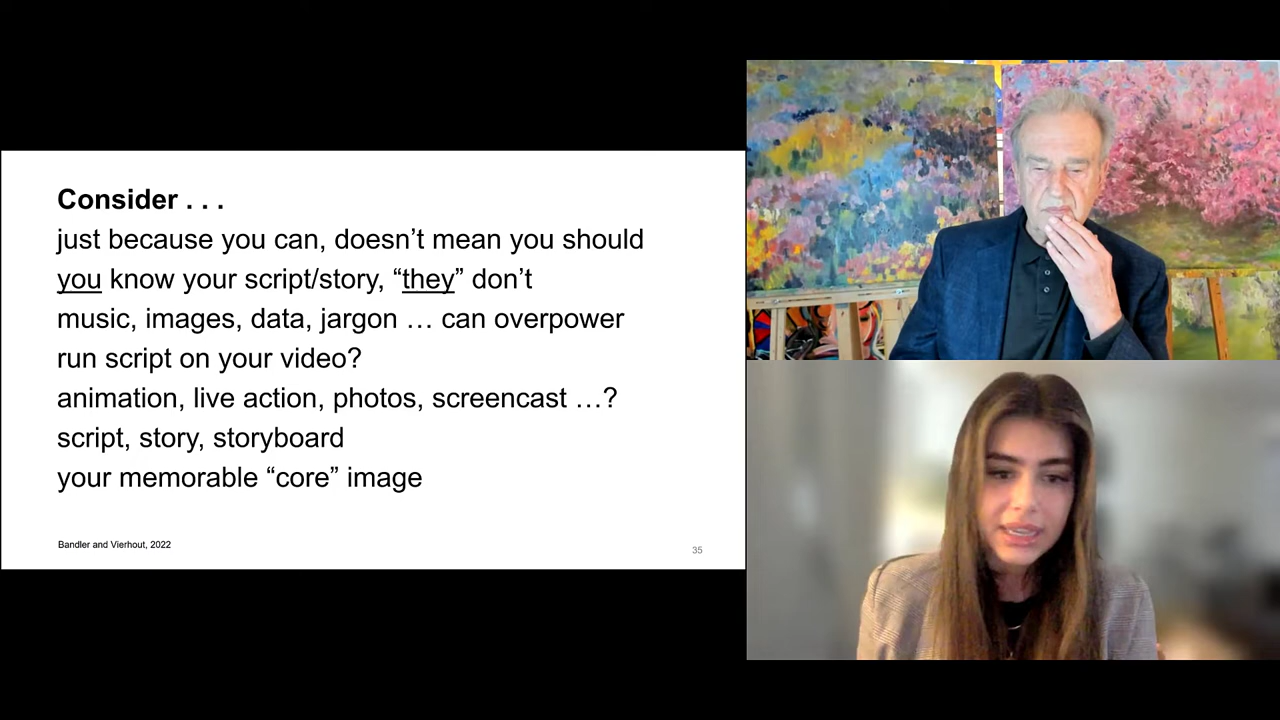 Consider . . .
just because you can, doesn’t mean you should
you know your script/story, “they” don’t
music, images, data, jargon … can overpower
run script on your video?
animation, live action, photos, screencast …?
script, story, storyboard
your memorable “core” image
Bandler and Vierhout, 2022
35